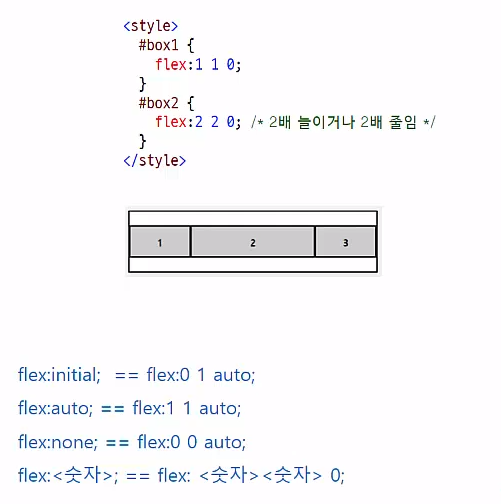 <style>
#box1 {
flex:1 1 0;
}
#box2 {
flex:2 2 0; /* 2배 늘이거나 2배 줄임 */
}
</style>
1 2 3
flex:initial; == flex:0 1 auto;
flex:auto; == flex:1 1 auto;
flex:none; == flex:0 0 auto;
flex:<숫자>; == flex: <숫자><숫자> 0;